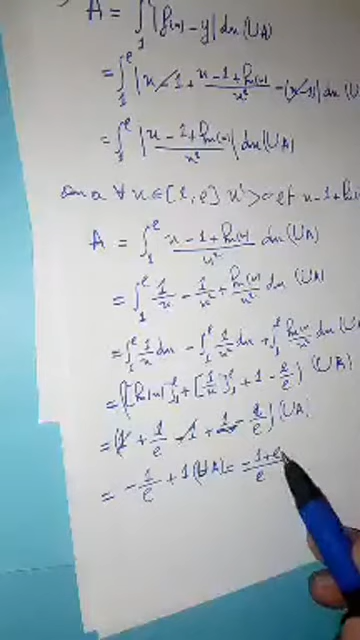 A = ∫₁ᵉ |f(x) - y| dx (UA)
= ∫₁ᵉ |x - 1 + (x - 1 + ln(x))/x² - (x - 1)| dx (UA)
= ∫₁ᵉ |(x - 1 + ln(x))/x²| dx (UA)
on a ∀ x ∈ [1, e] x² > 0 et x - 1 + ln(x)
A = ∫₁ᵉ (x - 1 + ln(x))/x² dx (UA)
= ∫₁ᵉ 1/x - 1/x² + ln(x)/x² dx (UA)
= ∫₁ᵉ 1/x dx - ∫₁ᵉ 1/x² dx + ∫₁ᵉ ln(x)/x² dx (UA)
= ([ln(x)]₁ᵉ + [1/x]₁ᵉ + 1 - 2/e) (UA)
= (1 + 1/e - 1 + 1 - 2/e) (UA)
= - 1/e + 1 (UA) = = 1+e/e